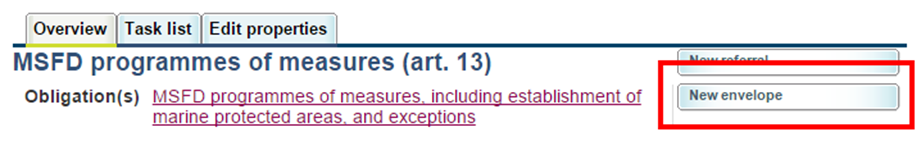 Overview Task list Edit properties
MSFD programmes of measures (art. 13)
New referral
Obligation(s) MSFD programmes of measures, including establishment of
marine protected areas, and exceptions
New envelope